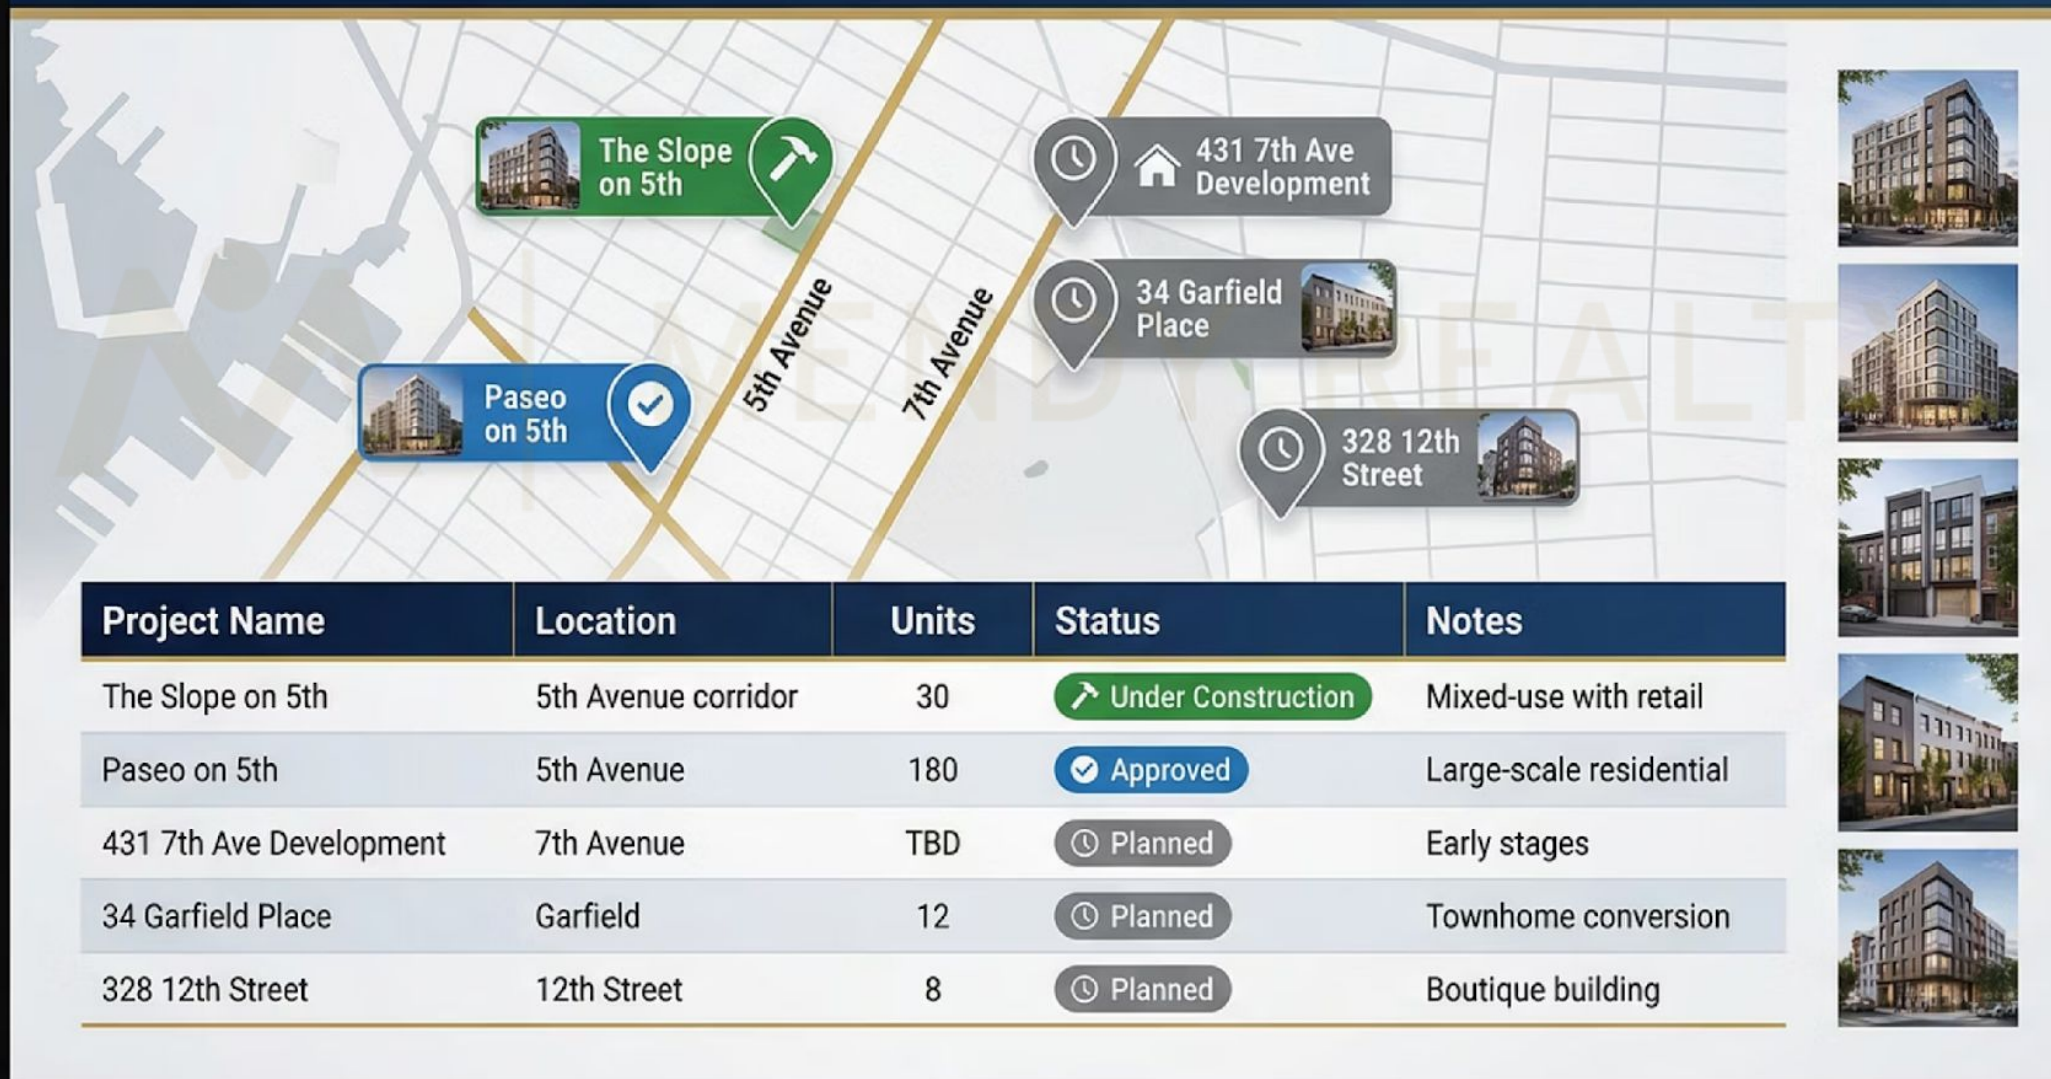 The Slope
on 5th
431 7th Ave
Development
34 Garfield
Place
5th Avenue
7th Avenue
Paseo
on 5th
328 12th
Street
MENDY REALTY
Project Name Location Units Status Notes
The Slope on 5th 5th Avenue corridor 30 Under Construction Mixed-use with retail
Paseo on 5th 5th Avenue 180 Approved Large-scale residential
431 7th Ave Development 7th Avenue TBD Planned Early stages
34 Garfield Place Garfield 12 Planned Townhome conversion
328 12th Street 12th Street 8 Planned Boutique building